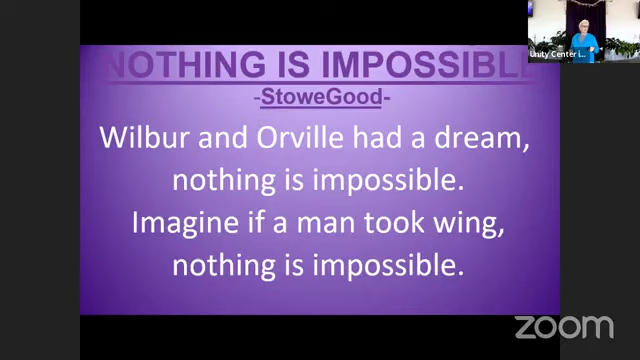 NOTHING IS IMPOSSIBLE
-StoweGood-
Wilbur and Orville had a dream,
nothing is impossible.
Imagine if a man took wing,
nothing is impossible.
Unity Center i...
zoom